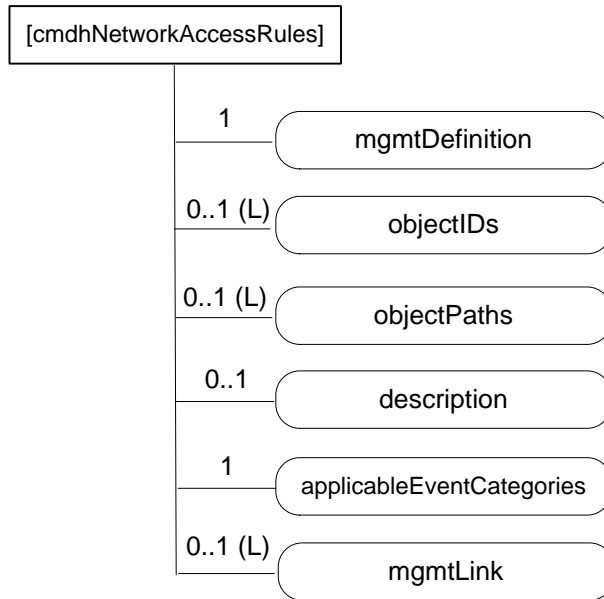 [cmdhNetworkAccessRules]
1
mgmtDefinition
0..1 (L)
objectIDs
0..1 (L)
objectPaths
0..1
description
1
applicableEventCategories
0..1 (L)
mgmtLink